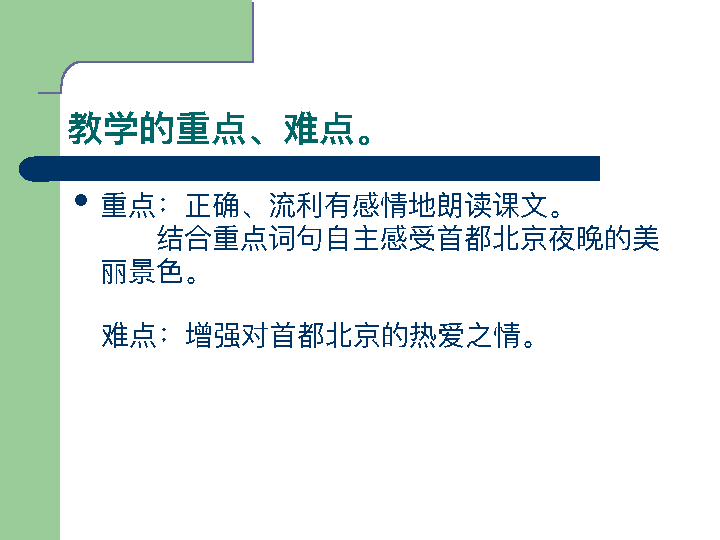 教学的重点、难点。
重点：正确、流利有感情地朗读课文。
结合重点词句自主感受首都北京夜晚的美
丽景色。
难点：增强对首都北京的热爱之情。